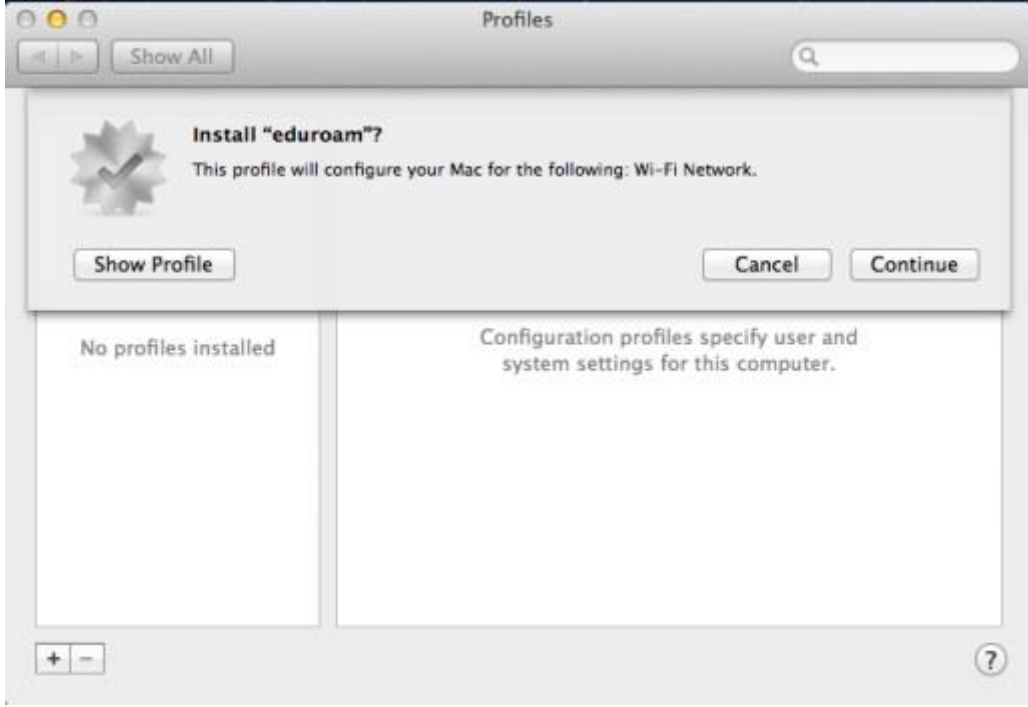 Profiles
Show All
Install “eduroam”?
This profile will configure your Mac for the following: Wi-Fi Network.
Show Profile
Cancel
Continue
No profiles installed
Configuration profiles specify user and
system settings for this computer.
+ −
?